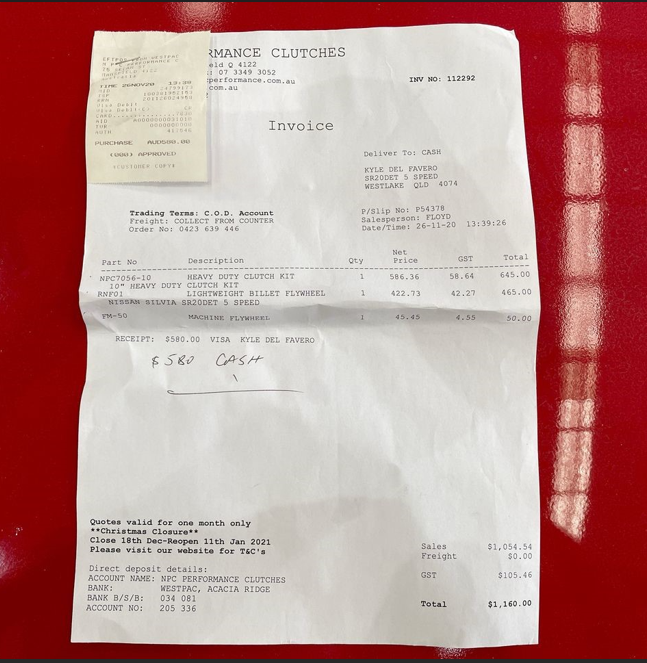 RMANCE CLUTCHES
eld Q 4122
: 07 3349 3052
performance.com.au
com.au
INV NO: 112292
TIME 26NOV20 13:38
Visa Debit
PURCHASE AUD580.00
(000) APPROVED
*CUSTOMER COPY*
Invoice
Deliver To: CASH
KYLE DEL FAVERO
SR20DET 5 SPEED
WESTLAKE QLD 4074
Trading Terms: C.O.D. Account
Freight: COLLECT FROM COUNTER
Order No: 0423 639 446
P/Slip No: P54378
Salesperson: FLOYD
Date/Time: 26-11-20 13:39:26
Part No Description Qty Net Price GST Total
NPC7056-10 HEAVY DUTY CLUTCH KIT 1 586.36 58.64 645.00
10" HEAVY DUTY CLUTCH KIT
RNF01 LIGHTWEIGHT BILLET FLYWHEEL 1 422.73 42.27 465.00
NISSAN SILVIA SR20DET 5 SPEED
FM-50 MACHINE FLYWHEEL 1 45.45 4.55 50.00
RECEIPT: $580.00 VISA KYLE DEL FAVERO
$580 CASH
Quotes valid for one month only
**Christmas Closure**
Close 18th Dec-Reopen 11th Jan 2021
Please visit our website for T&C's
Direct deposit details:
ACCOUNT NAME: NPC PERFORMANCE CLUTCHES
BANK: WESTPAC, ACACIA RIDGE
BANK B/S/B: 034 081
ACCOUNT NO: 205 336
Sales $1,054.54
Freight $0.00
GST $105.46
Total $1,160.00